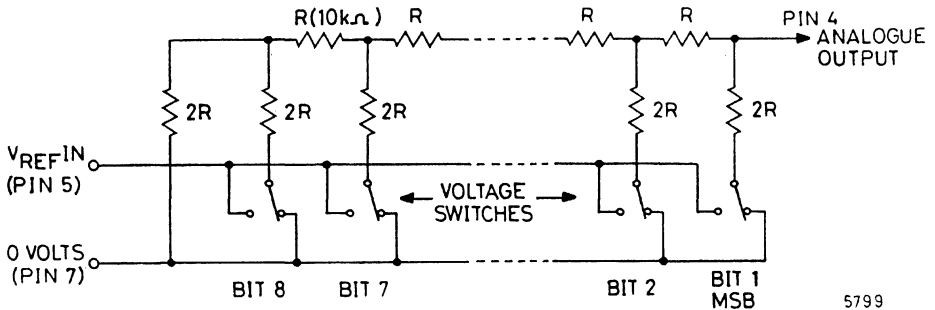 R(10kΩ)
R
R
R
PIN 4
ANALOGUE
OUTPUT
2R
2R
2R
2R
2R
VREF IN
(PIN 5)
VOLTAGE
SWITCHES
0 VOLTS
(PIN 7)
BIT 8
BIT 7
BIT 2
BIT 1
MSB
5799